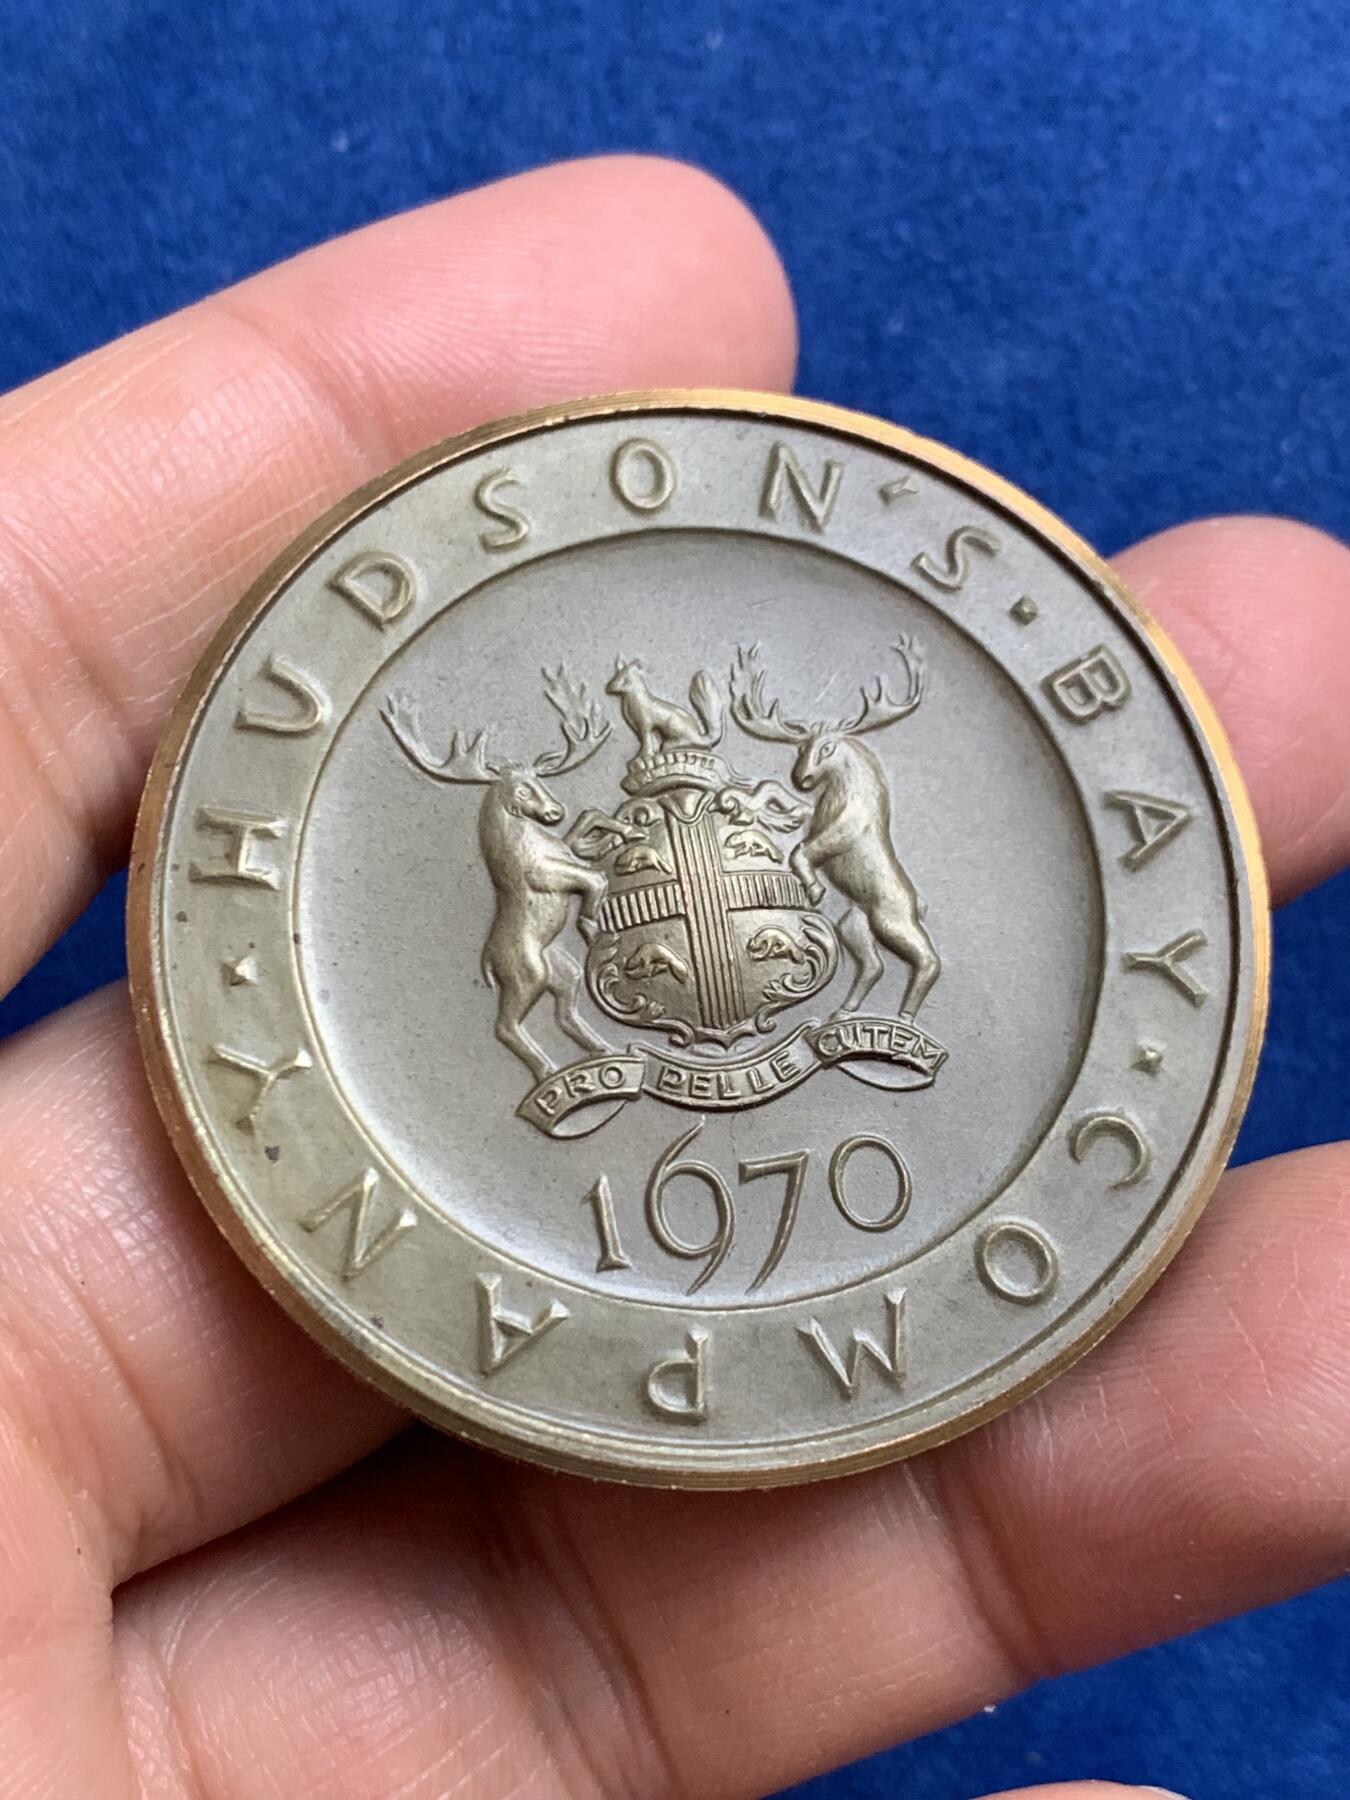 HUDSON'S · BAY · COMPANY ·
PRO PELLE CUTEM
1670